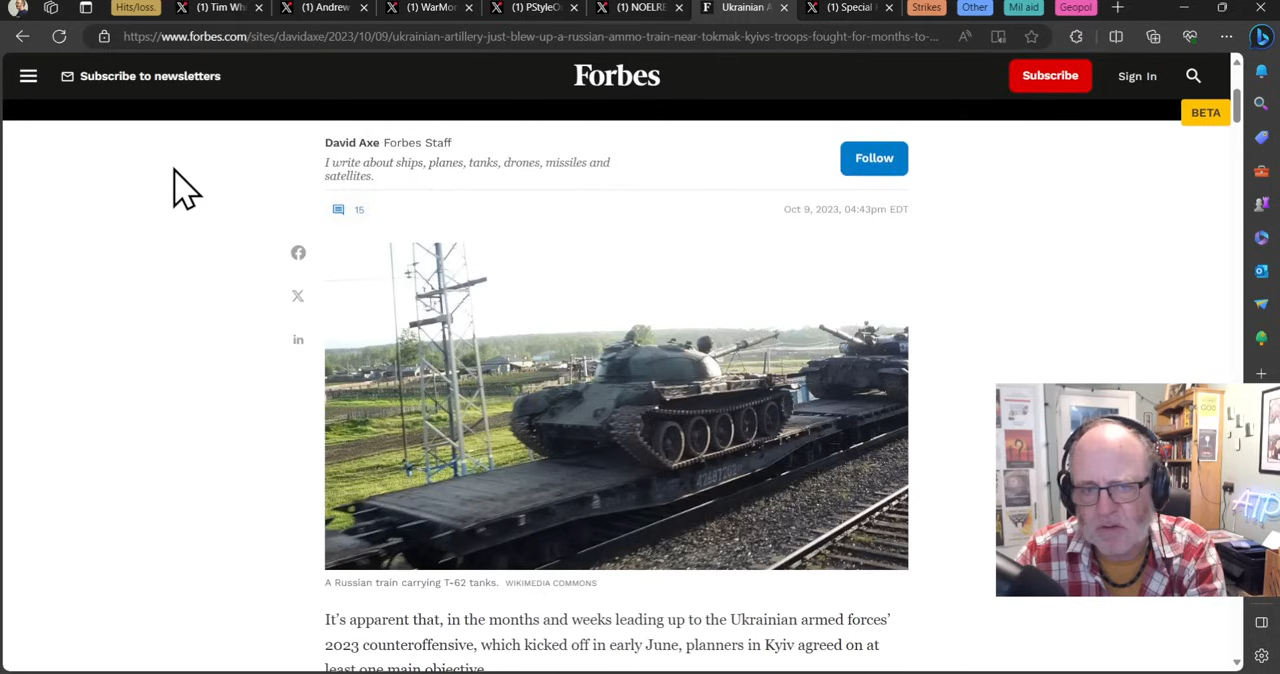 Hits/loss.
(1) Tim Whi
(1) Andrew
(1) WarMo
(1) PStyleO
(1) NOELRE
Ukrainian A
(1) Special
Strikes
Other
Mil aid
Geopol
https://www.forbes.com/sites/davidaxe/2023/10/09/ukrainian-artillery-just-blew-up-a-russian-ammo-train-near-tokmak-kyivs-troops-fought-for-months-to-...
Subscribe to newsletters
Forbes
Subscribe
Sign In
BETA
David Axe Forbes Staff
I write about ships, planes, tanks, drones, missiles and
satellites.
Follow
15
Oct 9, 2023, 04:43pm EDT
A Russian train carrying T-62 tanks. WIKIMEDIA COMMONS
It's apparent that, in the months and weeks leading up to the Ukrainian armed forces'
2023 counteroffensive, which kicked off in early June, planners in Kyiv agreed on at
least one main objective.